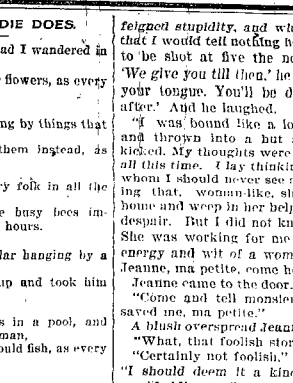 DIE DOES.
ad I wandered in
flowers, as every
ng by things that
them instead, as
ry folk in all the
e busy bees im-
hours.
lar hanging by a
up and took him
s in a pool, and
man,
ould fish, as every
feigned stupidity, and wh
that I would tell nothing h
to be shot at five the ne
'We give you till then,' he
your tongue. You'll be d
after.' And he laughed.
"I was bound like a lo
and thrown into a hut
kicked. My thoughts were
all this time. I lay thinkin
whom I should never see
ing that, woman-like, sh
home and weep in her help
despair. But I did not kn
She was working for me
energy and wit of a wom
Jeanne, ma petite, come h
Jeanne came to the door.
"Come and tell monsie
saved me, ma petite."
A blush overspread Jeann
"What, that foolish stor
"Certainly not foolish."
"I should deem it a kin